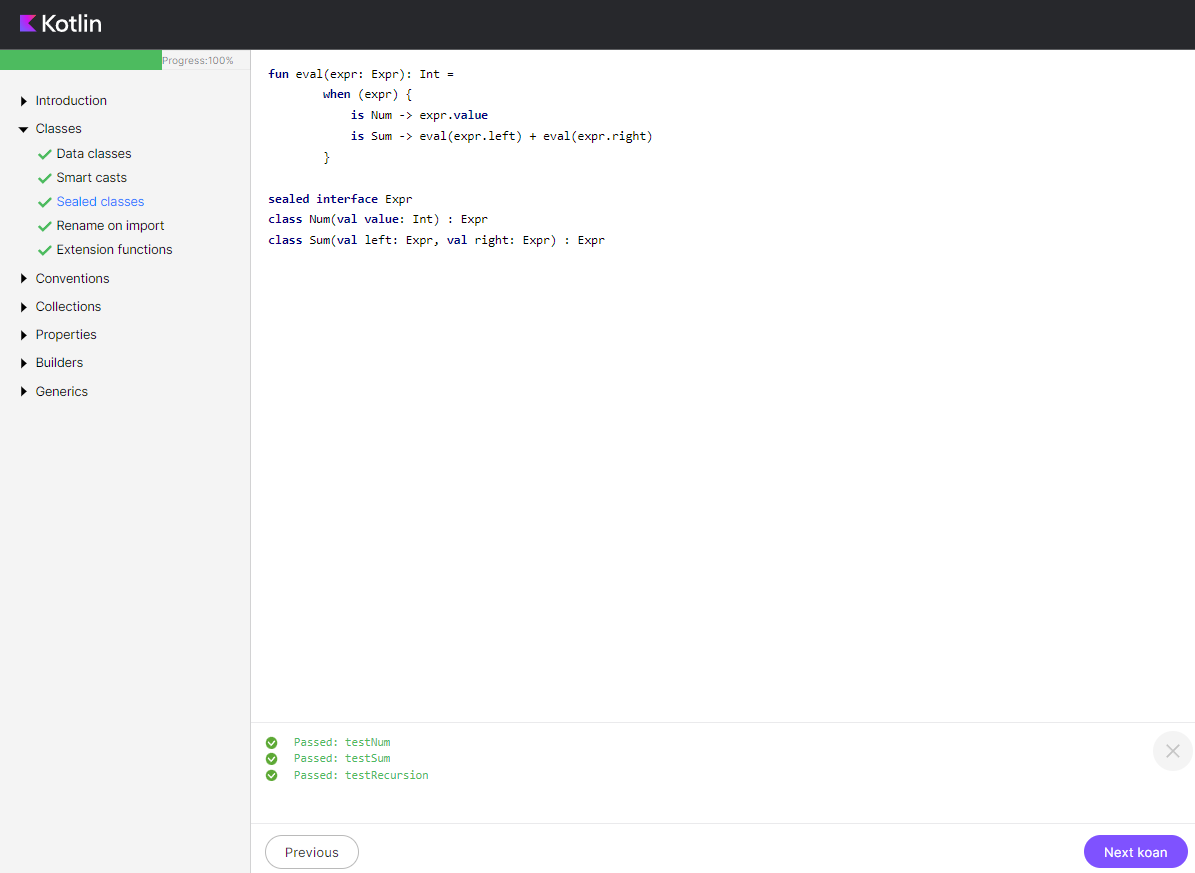 Kotlin
Progress:100%
Introduction
Classes
Data classes
Smart casts
Sealed classes
Rename on import
Extension functions
Conventions
Collections
Properties
Builders
Generics
fun eval(expr: Expr): Int =
        when (expr) {
            is Num -> expr.value
            is Sum -> eval(expr.left) + eval(expr.right)
        }
sealed interface Expr
class Num(val value: Int) : Expr
class Sum(val left: Expr, val right: Expr) : Expr
Passed: testNum
Passed: testSum
Passed: testRecursion
Previous
Next koan